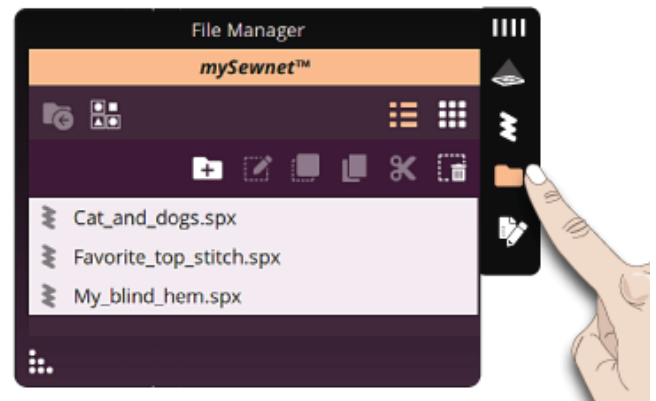 File Manager
mySewnet™
Cat_and_dogs.spx
Favorite_top_stitch.spx
My_blind_hem.spx